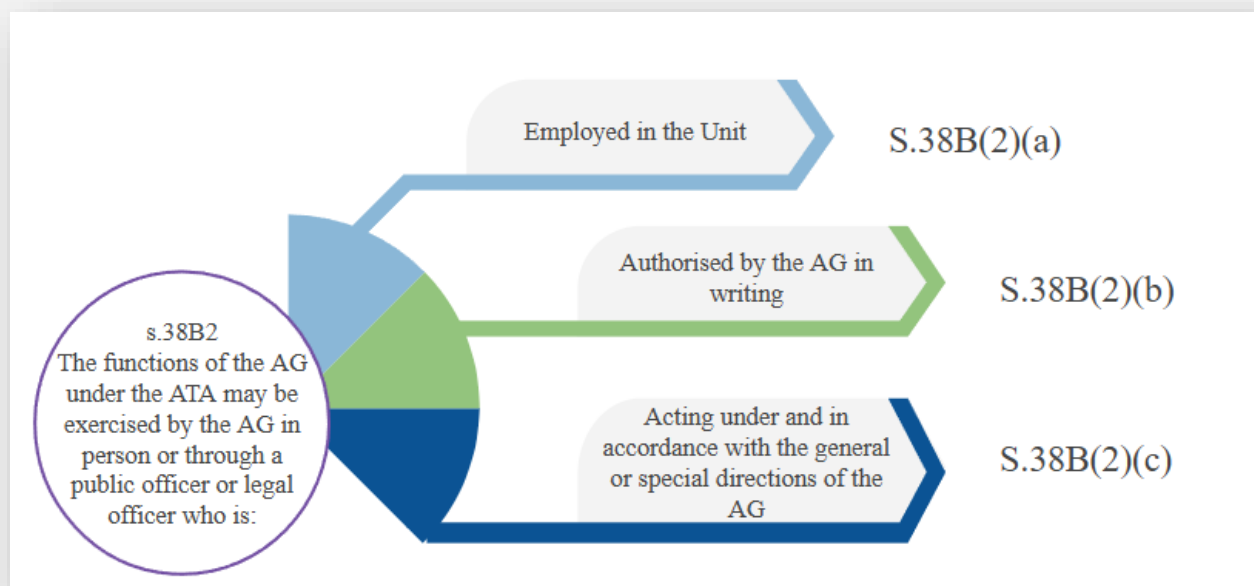 s.38B2
The functions of the AG
under the ATA may be
exercised by the AG in
person or through a
public officer or legal
officer who is:
Employed in the Unit
S.38B(2)(a)
Authorised by the AG in
writing
S.38B(2)(b)
Acting under and in
accordance with the general
or special directions of the
AG
S.38B(2)(c)